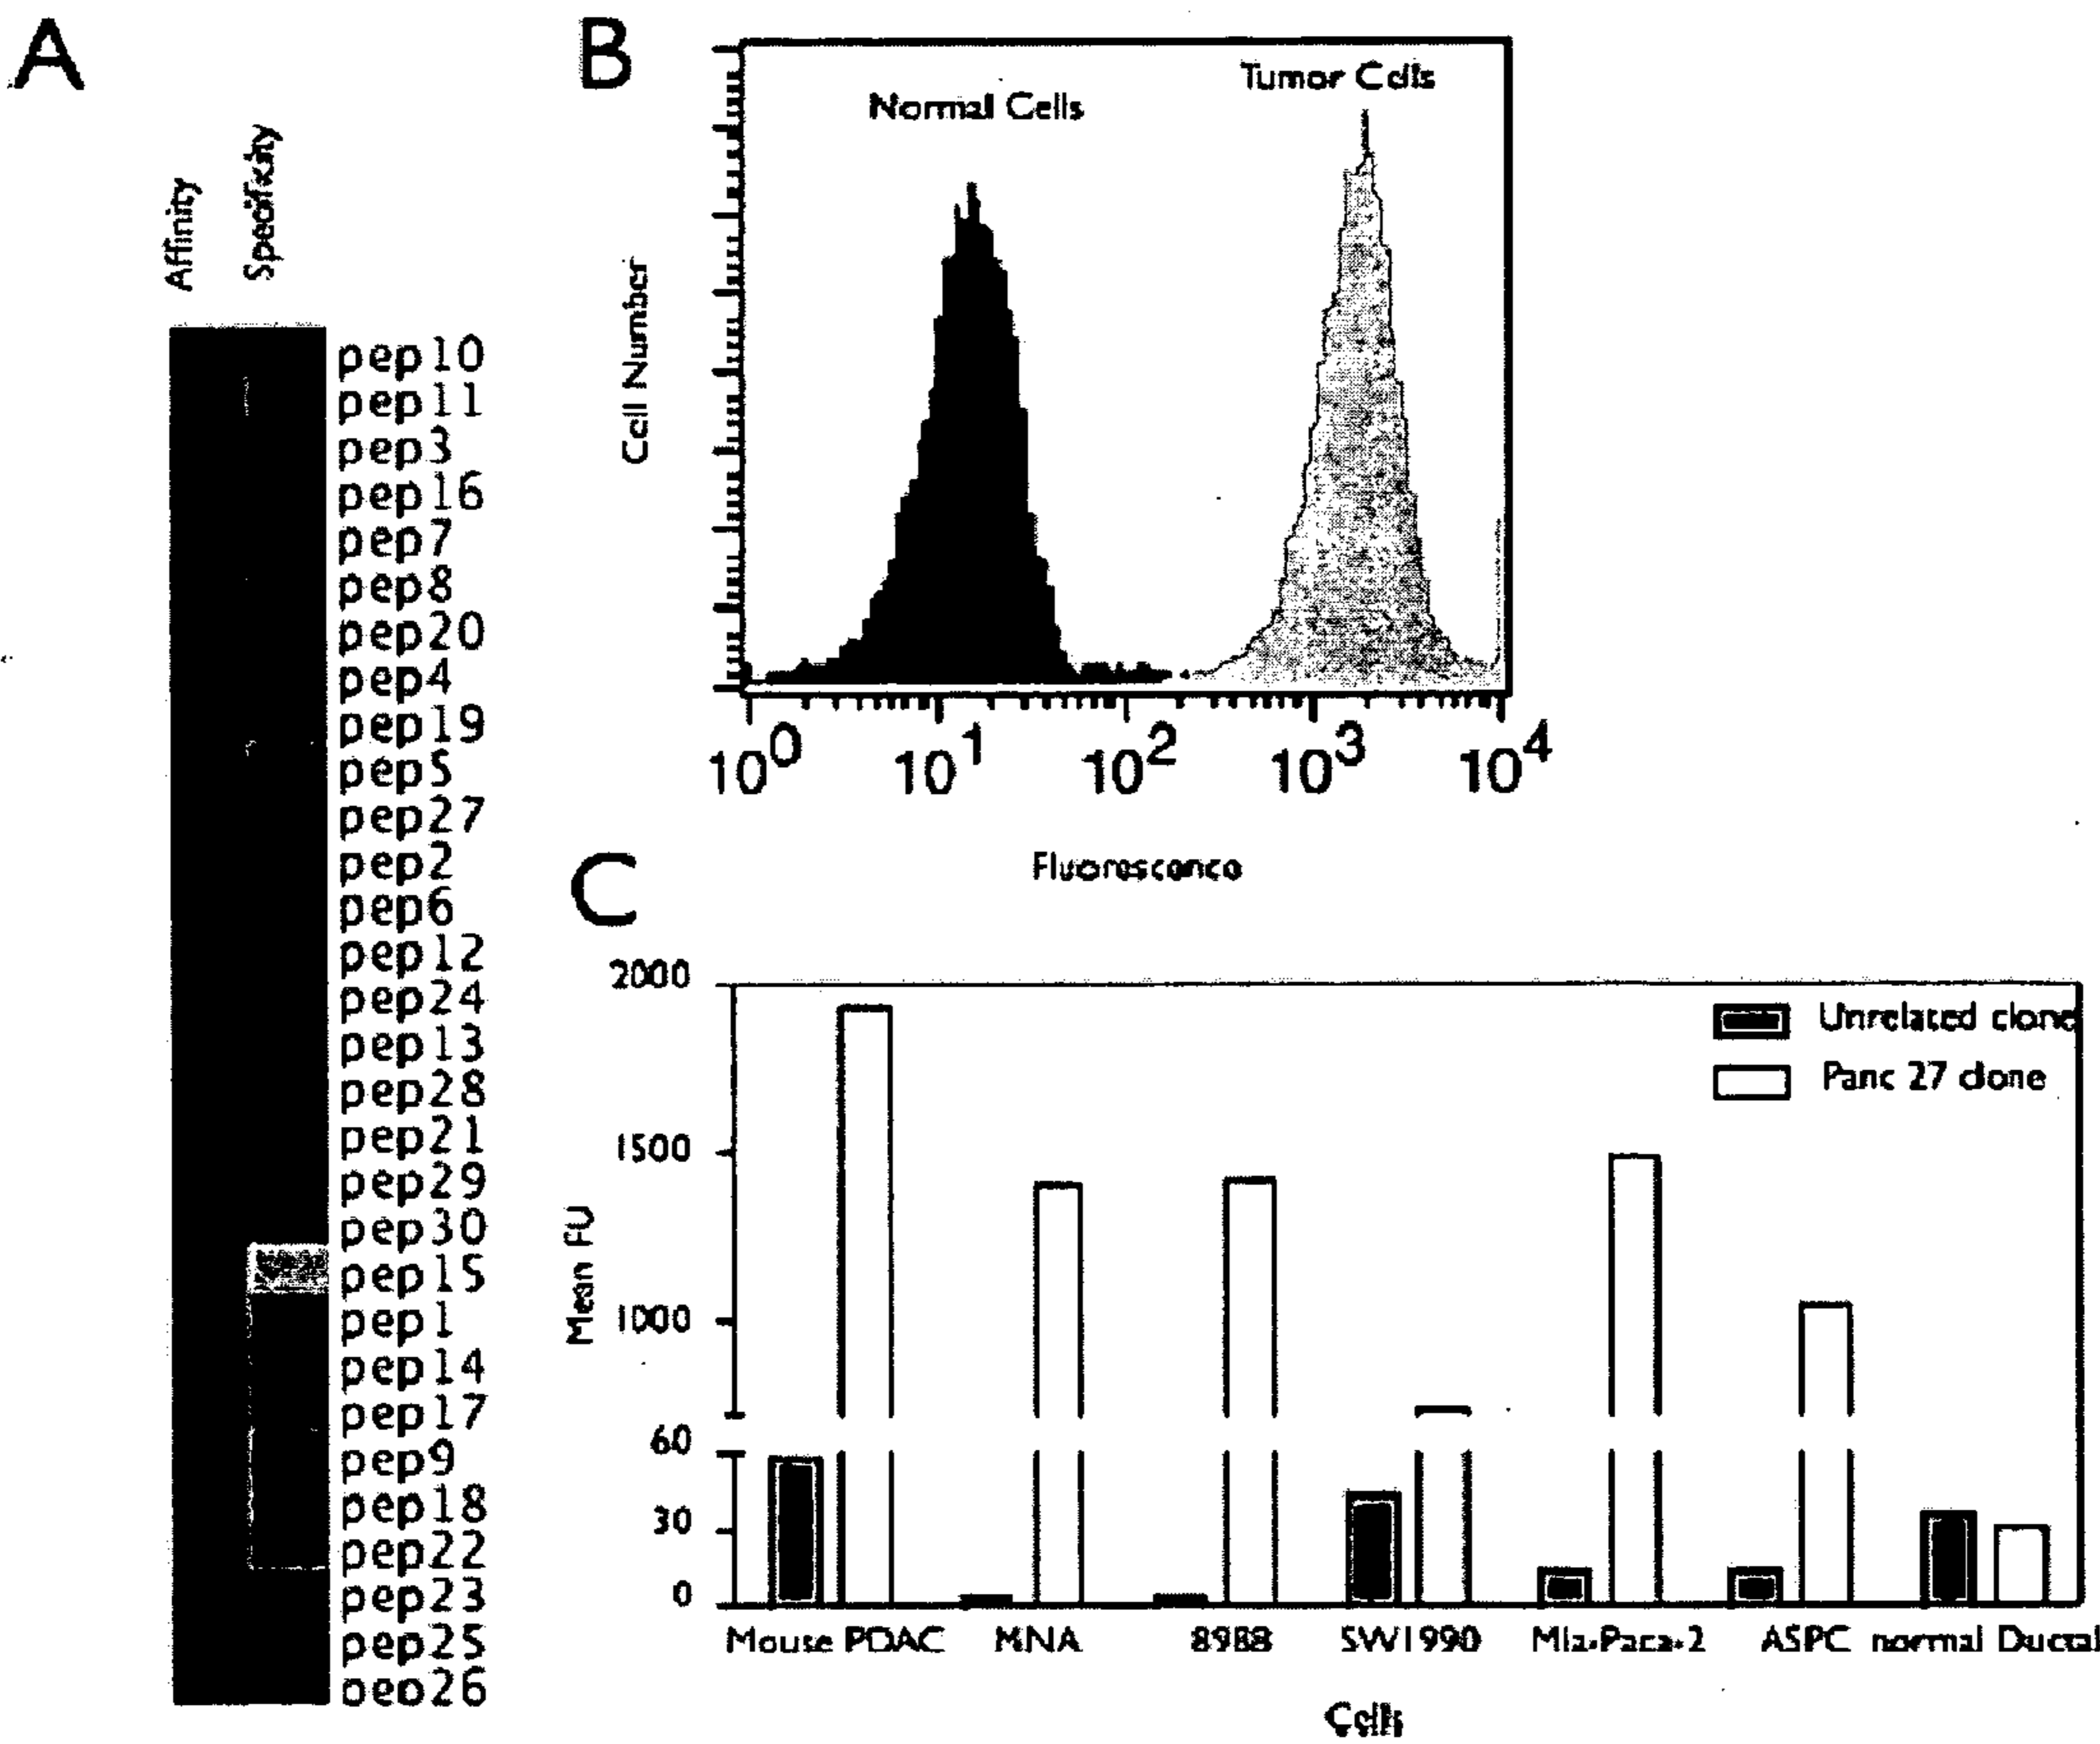 A
Affinity
Specificity
pep10
pep11
pep3
pep16
pep7
pep8
pep20
pep4
pep19
pep5
pep27
pep2
pep6
pep12
pep24
pep13
pep28
pep21
pep29
pep30
pep15
pep1
pep14
pep17
pep9
pep18
pep22
pep23
pep25
pep26
B
Normal Cells
Tumor Cells
Cell Number
10^0 10^1 10^2 10^3 10^4
Fluorescence
C
Unrelated clone
Panc 27 clone
Mean FU
2000
1500
1000
60
30
0
Mouse PDAC MNA 8988 SW1990 Mia-Paca-2 ASPC normal Ductal
Cells